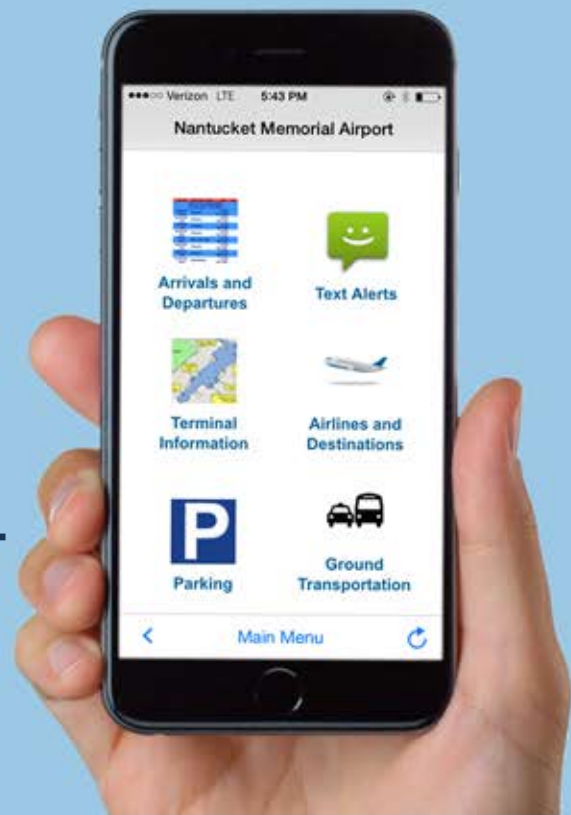 Verizon LTE 5:43 PM
Nantucket Memorial Airport
Arrivals and
Departures
Text Alerts
Terminal
Information
Airlines and
Destinations
P
Parking
Ground
Transportation
Main Menu